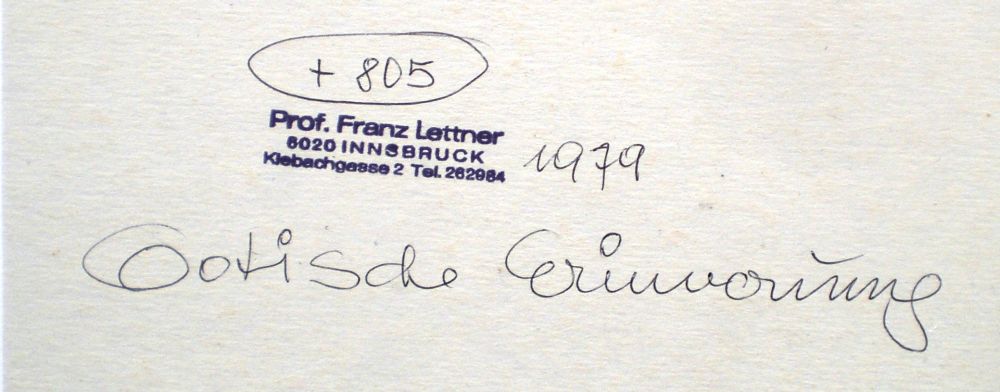 + 805
Prof. Franz Lettner
6020 INNSBRUCK
Klebachgasse 2 Tel. 262984
1979
Gotische Erinnerung